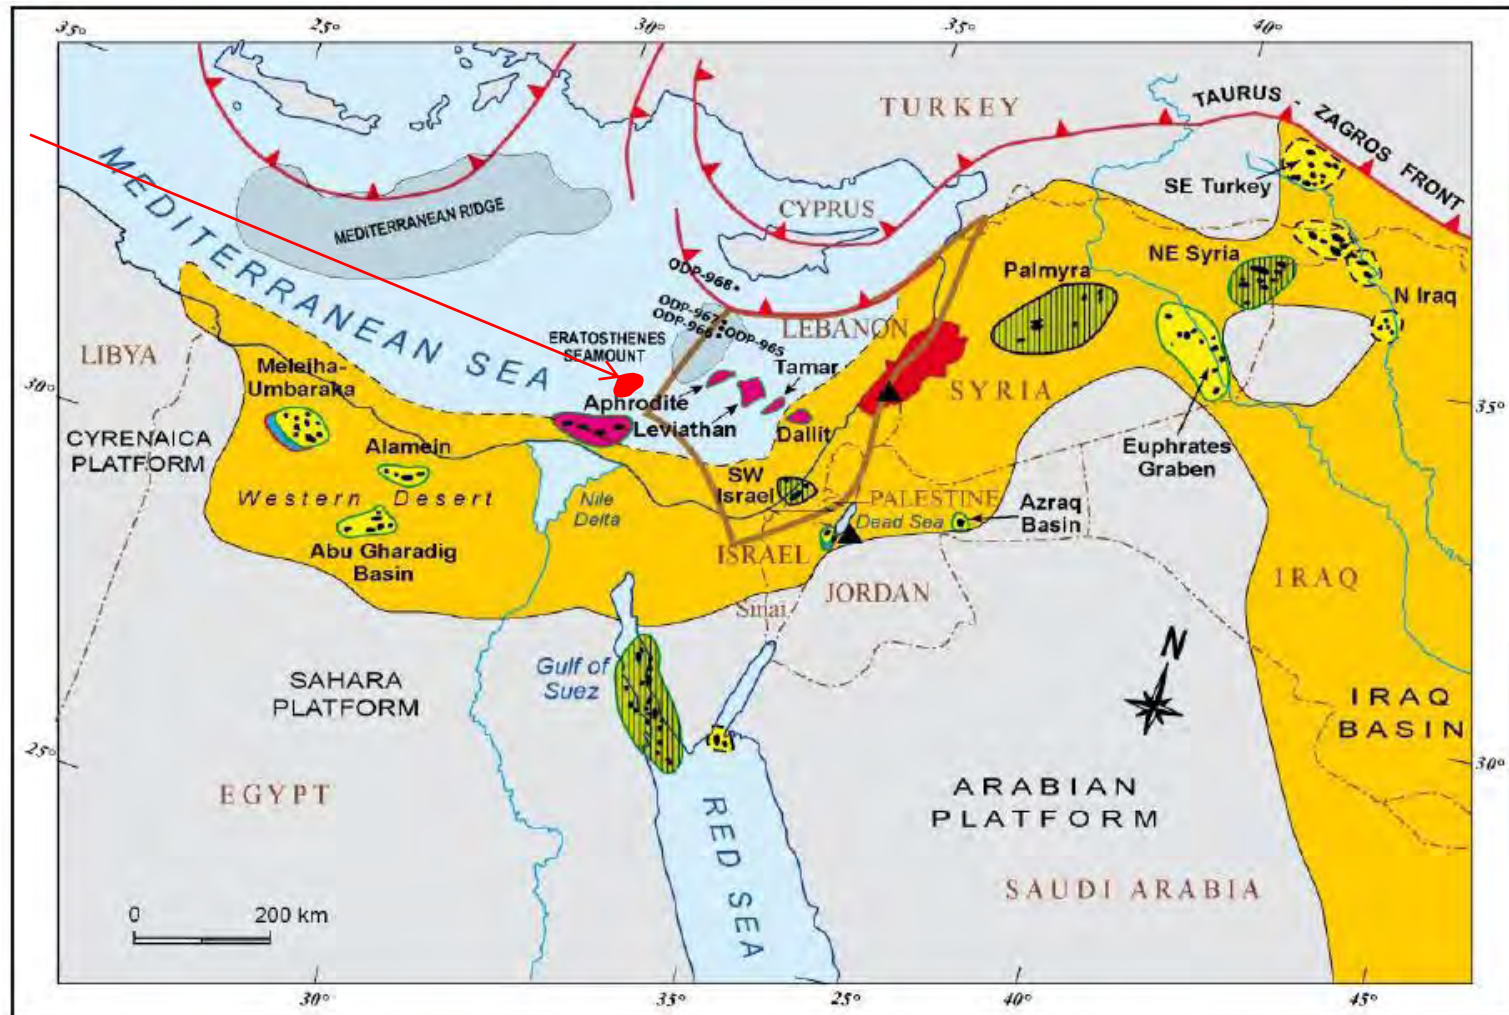 35°
25°
30°
35°
40°
TURKEY
TAURUS - ZAGROS FRONT
SE Turkey
MEDITERRANEAN SEA
MEDITERRANEAN RIDGE
CYPRUS
ODP-968
ODP-967
ODP-966
ODP-965
LEBANON
ERATOSTHENES
SEAMOUNT
Palmyra
NE Syria
N Iraq
LIBYA
Meleiha-
Umbaraka
Tamar
Aphrodite
Leviathan
Dallit
SYRIA
30°
35°
CYRENAICA
PLATFORM
Alamein
Western Desert
Abu Gharadig
Basin
Nile
Delta
SW
Israel
PALESTINE
Dead Sea
Azraq
Basin
Euphrates
Graben
ISRAEL
Sinai
JORDAN
IRAQ
SAHARA
PLATFORM
Gulf of
Suez
N
IRAQ
BASIN
25°
30°
EGYPT
RED SEA
ARABIAN
PLATFORM
SAUDI ARABIA
0 200 km
30°
35°
25°
40°
45°